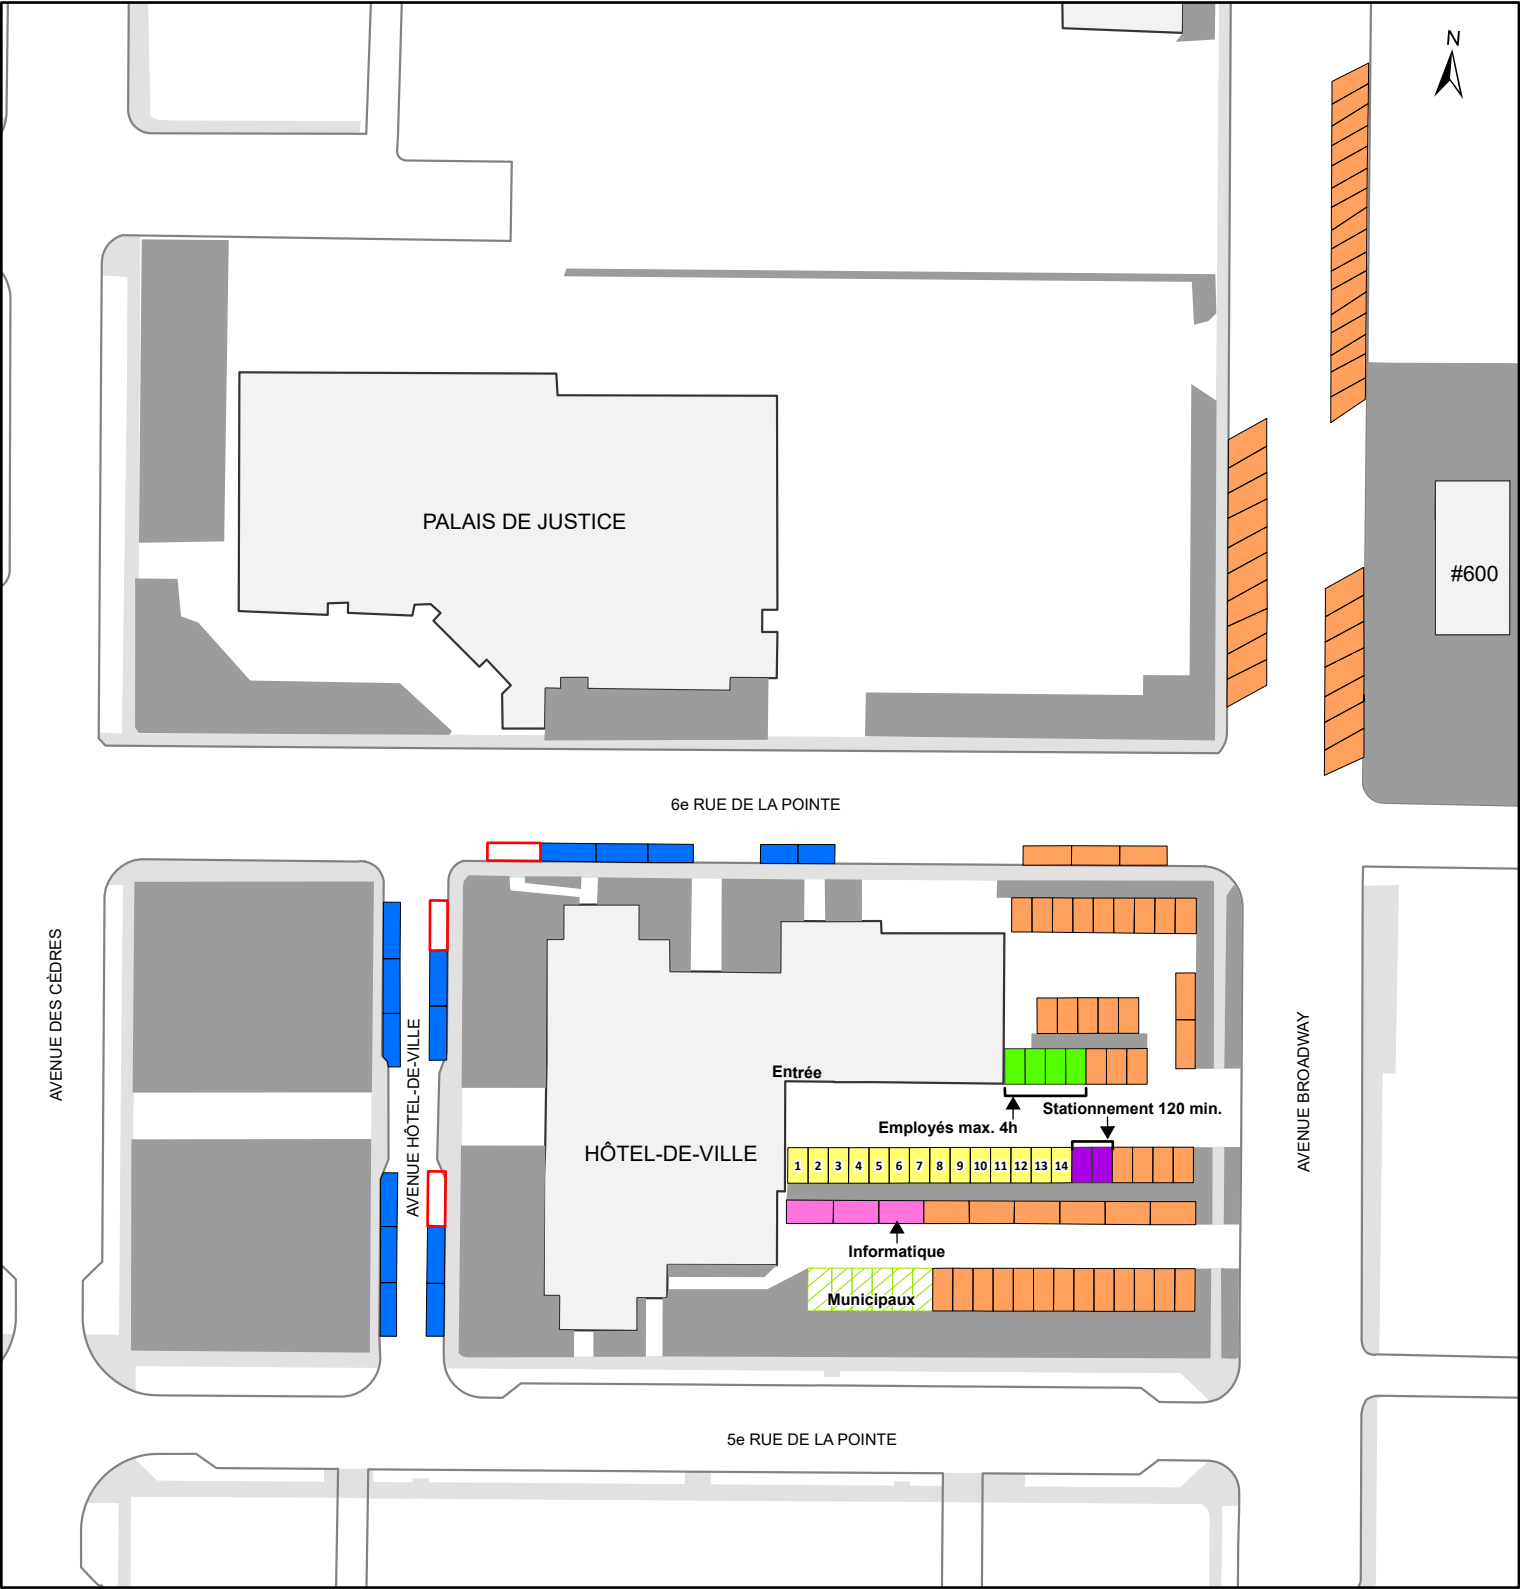 N
PALAIS DE JUSTICE
#600
6e RUE DE LA POINTE
AVENUE DES CÈDRES
AVENUE HÔTEL-DE-VILLE
AVENUE BROADWAY
Entrée
Stationnement 120 min.
Employés max. 4h
HÔTEL-DE-VILLE
1 2 3 4 5 6 7 8 9 10 11 12 13 14
Informatique
Municipaux
5e RUE DE LA POINTE